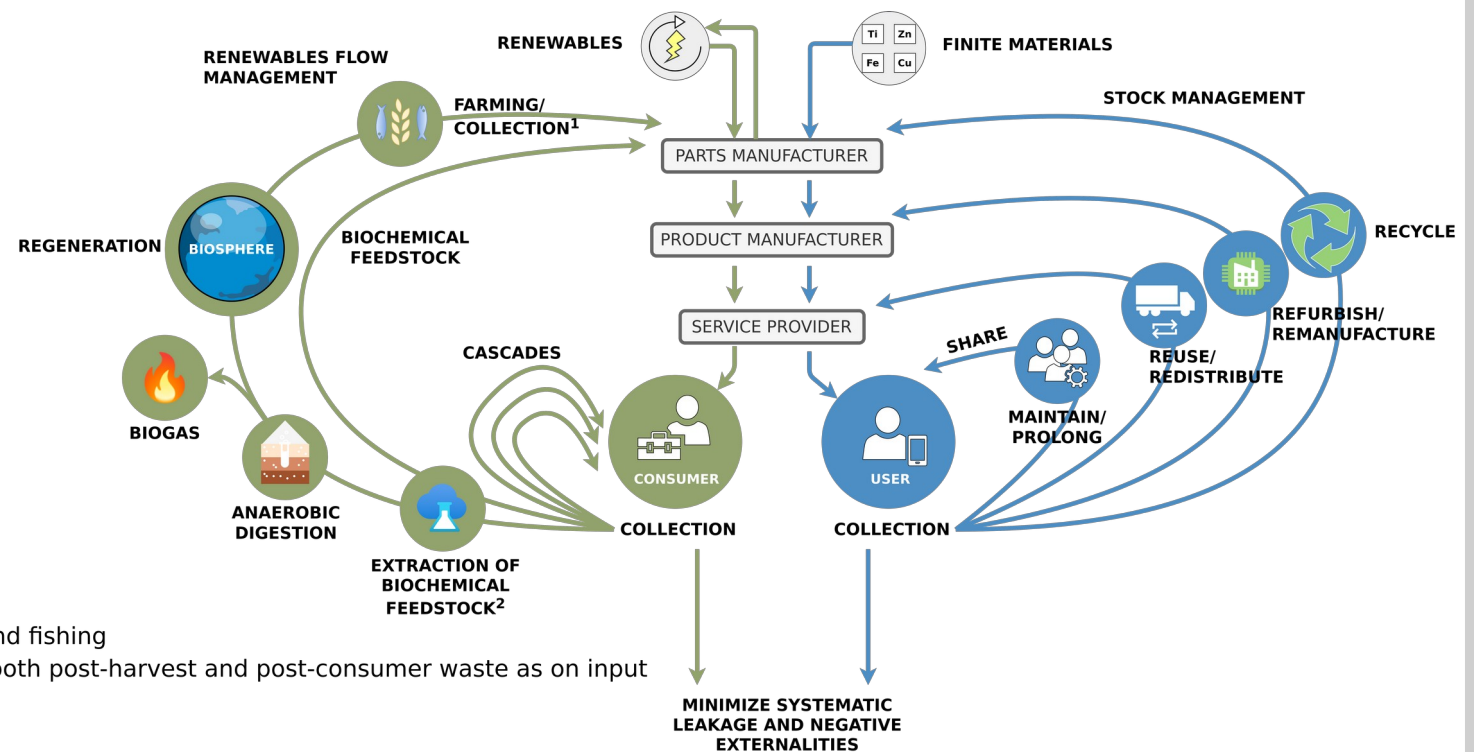 RENEWABLES
Ti
Zn
Fe
Cu
FINITE MATERIALS
RENEWABLES FLOW
MANAGEMENT
FARMING/
COLLECTION1
STOCK MANAGEMENT
PARTS MANUFACTURER
REGENERATION
BIOSPHERE
BIOCHEMICAL
FEEDSTOCK
PRODUCT MANUFACTURER
RECYCLE
SERVICE PROVIDER
REFURBISH/
REMANUFACTURE
CASCADES
SHARE
REUSE/
REDISTRIBUTE
BIOGAS
MAINTAIN/
PROLONG
CONSUMER
USER
ANAEROBIC
DIGESTION
COLLECTION
COLLECTION
EXTRACTION OF
BIOCHEMICAL
FEEDSTOCK2
nd fishing
both post-harvest and post-consumer waste as on input
MINIMIZE SYSTEMATIC
LEAKAGE AND NEGATIVE
EXTERNALITIES